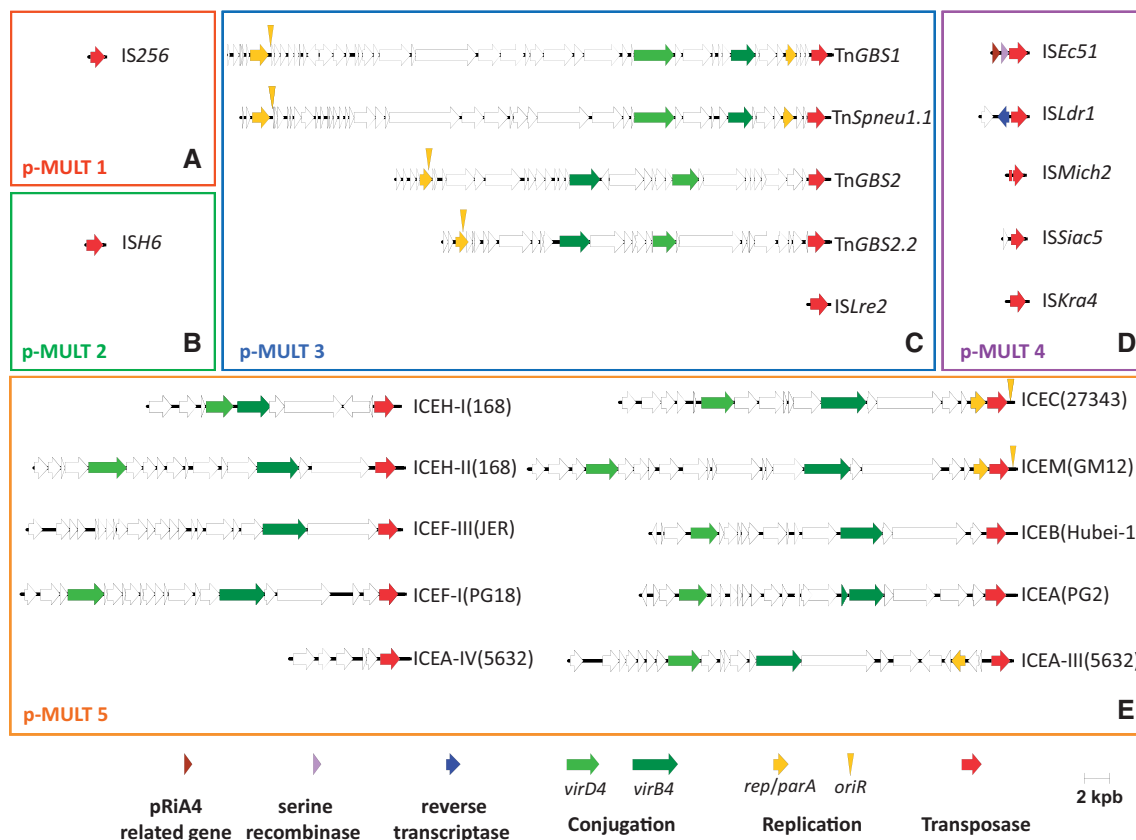 IS256
A
p-MULT 1
ISH6
B
p-MULT 2
TnGBS1
TnSpneu1.1
TnGBS2
TnGBS2.2
ISLre2
C
p-MULT 3
ISEc51
ISLdr1
ISMich2
ISSiac5
ISKra4
D
p-MULT 4
ICEH-I(168)
ICEH-II(168)
ICEF-III(JER)
ICEF-I(PG18)
ICEA-IV(5632)
ICEC(27343)
ICEM(GM12)
ICEB(Hubei-1
ICEA(PG2)
ICEA-III(5632)
E
p-MULT 5
pRiA4
related gene
serine
recombinase
reverse
transcriptase
virD4
virB4
Conjugation
rep/parA
oriR
Replication
Transposase
2 kpb